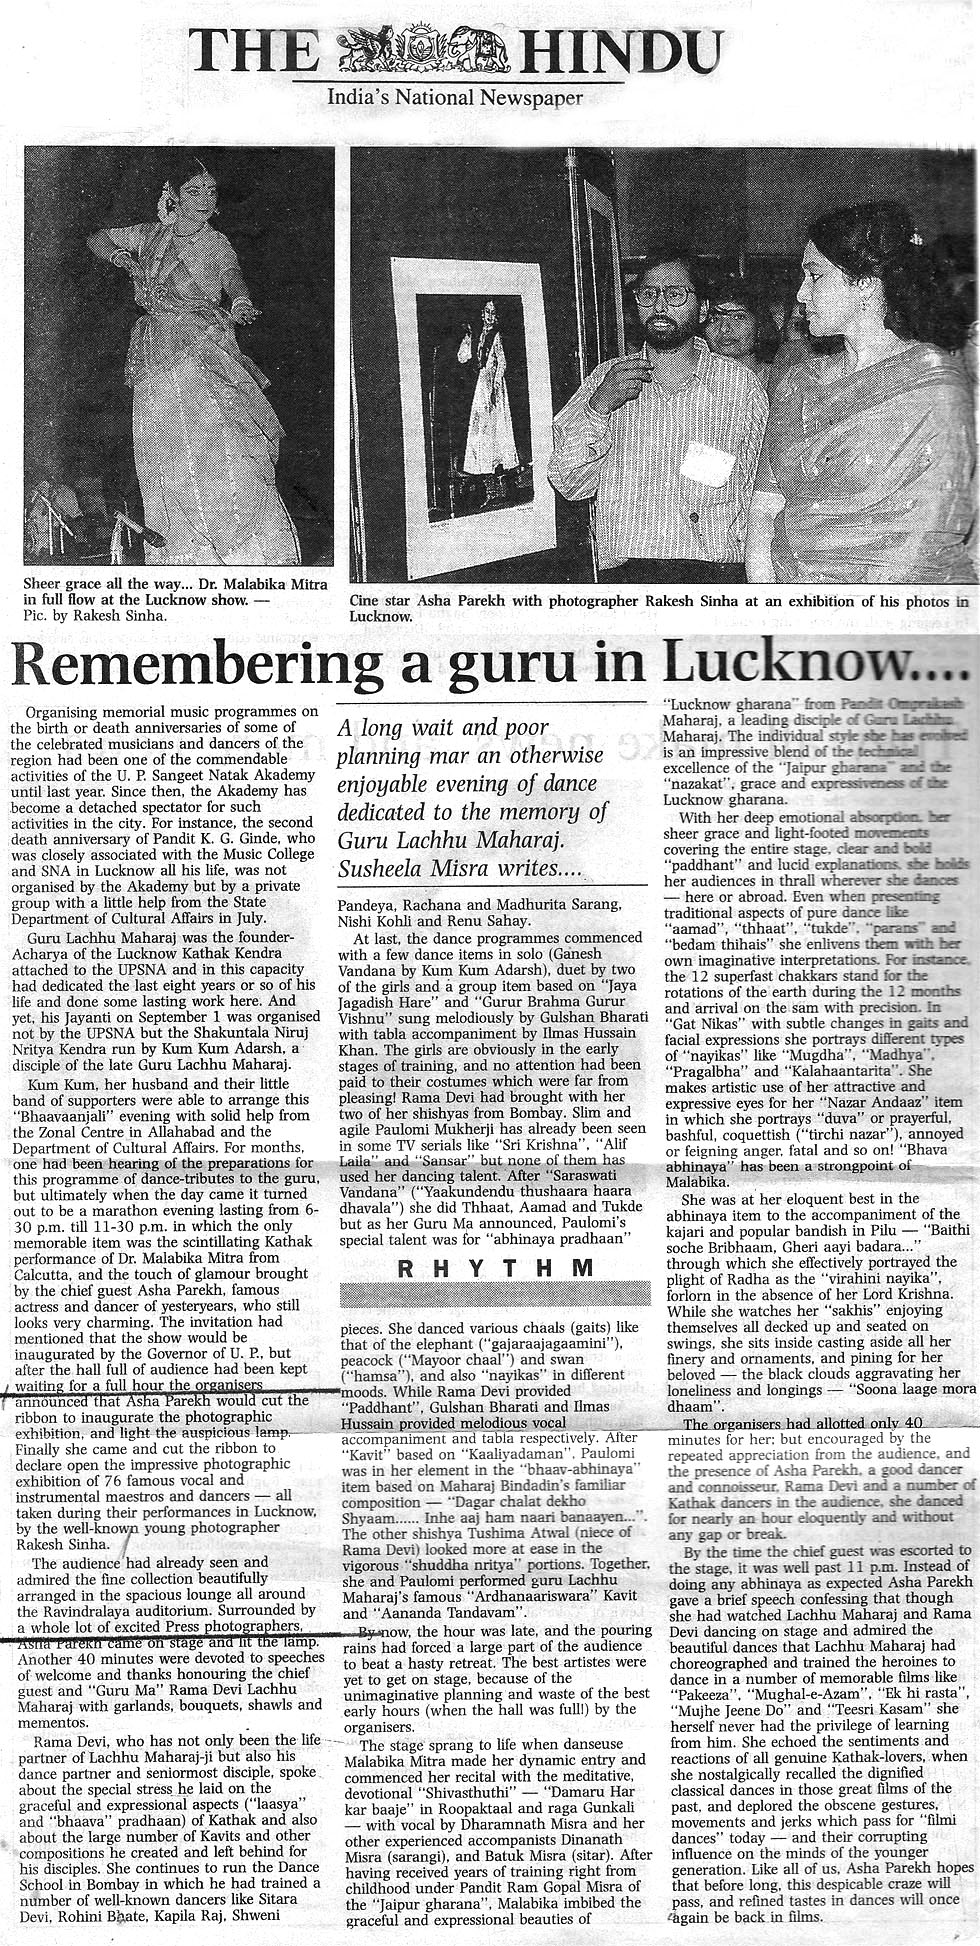 THE HINDU
India's National Newspaper
Sheer grace all the way... Dr. Malabika Mitra
in full flow at the Lucknow show. —
Pic. by Rakesh Sinha.
Cine star Asha Parekh with photographer Rakesh Sinha at an exhibition of his photos in
Lucknow.
Remembering a guru in Lucknow....
Organising memorial music programmes on
the birth or death anniversaries of some of
the celebrated musicians and dancers of the
region had been one of the commendable
activities of the U. P. Sangeet Natak Akademy
until last year. Since then, the Akademy has
become a detached spectator for such
activities in the city. For instance, the second
death anniversary of Pandit K. G. Ginde, who
was closely associated with the Music College
and SNA in Lucknow all his life, was not
organised by the Akademy but by a private
group with a little help from the State
Department of Cultural Affairs in July.
Guru Lachhu Maharaj was the founder-
Acharya of the Lucknow Kathak Kendra
attached to the UPSNA and in this capacity
had dedicated the last eight years or so of his
life and done some lasting work here. And
yet, his Jayanti on September 1 was organised
not by the UPSNA but the Shakuntala Niruj
Nritya Kendra run by Kum Kum Adarsh, a
disciple of the late Guru Lachhu Maharaj.
Kum Kum, her husband and their little
band of supporters were able to arrange this
"Bhaavaanjali" evening with solid help from
the Zonal Centre in Allahabad and the
Department of Cultural Affairs. For months,
one had been hearing of the preparations for
this programme of dance-tributes to the guru,
but ultimately when the day came it turned
out to be a marathon evening lasting from 6-
30 p.m. till 11-30 p.m. in which the only
memorable item was the scintillating Kathak
performance of Dr. Malabika Mitra from
Calcutta, and the touch of glamour brought
by the chief guest Asha Parekh, famous
actress and dancer of yesteryears, who still
looks very charming. The invitation had
mentioned that the show would be
inaugurated by the Governor of U. P., but
after the hall full of audience had been kept
waiting for a full hour the organisers
announced that Asha Parekh would cut the
ribbon to inaugurate the photographic
exhibition, and light the auspicious lamp.
Finally she came and cut the ribbon to
declare open the impressive photographic
exhibition of 76 famous vocal and
instrumental maestros and dancers — all
taken during their performances in Lucknow,
by the well-known young photographer
Rakesh Sinha.
The audience had already seen and
admired the fine collection beautifully
arranged in the spacious lounge all around
the Ravindralaya auditorium. Surrounded by
a whole lot of excited Press photographers,
Asha Parekh came on stage and lit the lamp.
Another 40 minutes were devoted to speeches
of welcome and thanks honouring the chief
guest and "Guru Ma" Rama Devi Lachhu
Maharaj with garlands, bouquets, shawls and
mementos.
Rama Devi, who has not only been the life
partner of Lachhu Maharaj-ji but also his
dance partner and seniormost disciple, spoke
about the special stress he laid on the
graceful and expressional aspects ("laasya"
and "bhaava" pradhaan) of Kathak and also
about the large number of Kavits and other
compositions he created and left behind for
his disciples. She continues to run the Dance
School in Bombay in which he had trained a
number of well-known dancers like Sitara
Devi, Rohini Bhate, Kapila Raj, Shweni
A long wait and poor
planning mar an otherwise
enjoyable evening of dance
dedicated to the memory of
Guru Lachhu Maharaj.
Susheela Misra writes....
Pandeya, Rachana and Madhurita Sarang,
Nishi Kohli and Renu Sahay.
At last, the dance programmes commenced
with a few dance items in solo (Ganesh
Vandana by Kum Kum Adarsh), duet by two
of the girls and a group item based on "Jaya
Jagadish Hare" and "Gurur Brahma Gurur
Vishnu" sung melodiously by Gulshan Bharati
with tabla accompaniment by Ilmas Hussain
Khan. The girls are obviously in the early
stages of training, and no attention had been
paid to their costumes which were far from
pleasing! Rama Devi had brought with her
two of her shishyas from Bombay. Slim and
agile Paulomi Mukherji has already been seen
in some TV serials like "Sri Krishna", "Alif
Laila" and "Sansar" but none of them has
used her dancing talent. After "Saraswati
Vandana" ("Yaakundendu thushaara haara
dhavala") she did Thhaat, Aamad and Tukde
but as her Guru Ma announced, Paulomi's
special talent was for "abhinaya pradhaan"
RHYTHM
pieces. She danced various chaals (gaits) like
that of the elephant ("gajaraajagaamini"),
peacock ("Mayoor chaal") and swan
("hamsa"), and also "nayikas" in different
moods. While Rama Devi provided
"Paddhant", Gulshan Bharati and Ilmas
Hussain provided melodious vocal
accompaniment and tabla respectively. After
"Kavit" based on "Kaaliyadaman", Paulomi
was in her element in the "bhaav-abhinaya"
item based on Maharaj Bindadin's familiar
composition — "Dagar chalat dekho
Shyaam...... Inhe aaj ham naari banaayen...".
The other shishya Tushima Atwal (niece of
Rama Devi) looked more at ease in the
vigorous "shuddha nritya" portions. Together,
she and Paulomi performed guru Lachhu
Maharaj's famous "Ardhanaariswara" Kavit
and "Aananda Tandavam".
By now, the hour was late, and the pouring
rains had forced a large part of the audience
to beat a hasty retreat. The best artistes were
yet to get on stage, because of the
unimaginative planning and waste of the best
early hours (when the hall was full!) by the
organisers.
The stage sprang to life when danseuse
Malabika Mitra made her dynamic entry and
commenced her recital with the meditative,
devotional "Shivasthuthi" — "Damaru Har
kar baaje" in Roopaktaal and raga Gunkali
— with vocal by Dharamnath Misra and her
other experienced accompanists Dinanath
Misra (sarangi), and Batuk Misra (sitar). After
having received years of training right from
childhood under Pandit Ram Gopal Misra of
the "Jaipur gharana", Malabika imbibed the
graceful and expressional beauties of
"Lucknow gharana" from Pandit Omprakash
Maharaj, a leading disciple of Guru Lachhu
Maharaj. The individual style she has evolved
is an impressive blend of the technical
excellence of the "Jaipur gharana" and the
"nazakat", grace and expressiveness of the
Lucknow gharana.
With her deep emotional absorption, her
sheer grace and light-footed movements
covering the entire stage, clear and bold
"paddhant" and lucid explanations, she holds
her audiences in thrall wherever she dances
— here or abroad. Even when presenting
traditional aspects of pure dance like
"aamad", "thhaat", "tukde", "parans" and
"bedam thihais" she enlivens them with her
own imaginative interpretations. For instance,
the 12 superfast chakkars stand for the
rotations of the earth during the 12 months
and arrival on the sam with precision. In
"Gat Nikas" with subtle changes in gaits and
facial expressions she portrays different types
of "nayikas" like "Mugdha", "Madhya",
"Pragalbha" and "Kalahaantarita". She
makes artistic use of her attractive and
expressive eyes for her "Nazar Andaaz" item
in which she portrays "duva" or prayerful,
bashful, coquettish ("tirchi nazar"), annoyed
or feigning anger, fatal and so on! "Bhava
abhinaya" has been a strongpoint of
Malabika.
She was at her eloquent best in the
abhinaya item to the accompaniment of the
kajari and popular bandish in Pilu — "Baithi
soche Bribhaam, Gheri aayi badara..."
through which she effectively portrayed the
plight of Radha as the "virahini nayika",
forlorn in the absence of her Lord Krishna.
While she watches her "sakhis" enjoying
themselves all decked up and seated on
swings, she sits inside casting aside all her
finery and ornaments, and pining for her
beloved — the black clouds aggravating her
loneliness and longings — "Soona laage mora
dhaam".
The organisers had allotted only 40
minutes for her; but encouraged by the
repeated appreciation from the audience, and
the presence of Asha Parekh, a good dancer
and connoisseur, Rama Devi and a number of
Kathak dancers in the audience, she danced
for nearly an hour eloquently and without
any gap or break.
By the time the chief guest was escorted to
the stage, it was well past 11 p.m. Instead of
doing any abhinaya as expected Asha Parekh
gave a brief speech confessing that though
she had watched Lachhu Maharaj and Rama
Devi dancing on stage and admired the
beautiful dances that Lachhu Maharaj had
choreographed and trained the heroines to
dance in a number of memorable films like
"Pakeeza", "Mughal-e-Azam", "Ek hi rasta",
"Mujhe Jeene Do" and "Teesri Kasam" she
herself never had the privilege of learning
from him. She echoed the sentiments and
reactions of all genuine Kathak-lovers, when
she nostalgically recalled the dignified
classical dances in those great films of the
past, and deplored the obscene gestures,
movements and jerks which pass for "filmi
dances" today — and their corrupting
influence on the minds of the younger
generation. Like all of us, Asha Parekh hopes
that before long, this despicable craze will
pass, and refined tastes in dances will once
again be back in films.